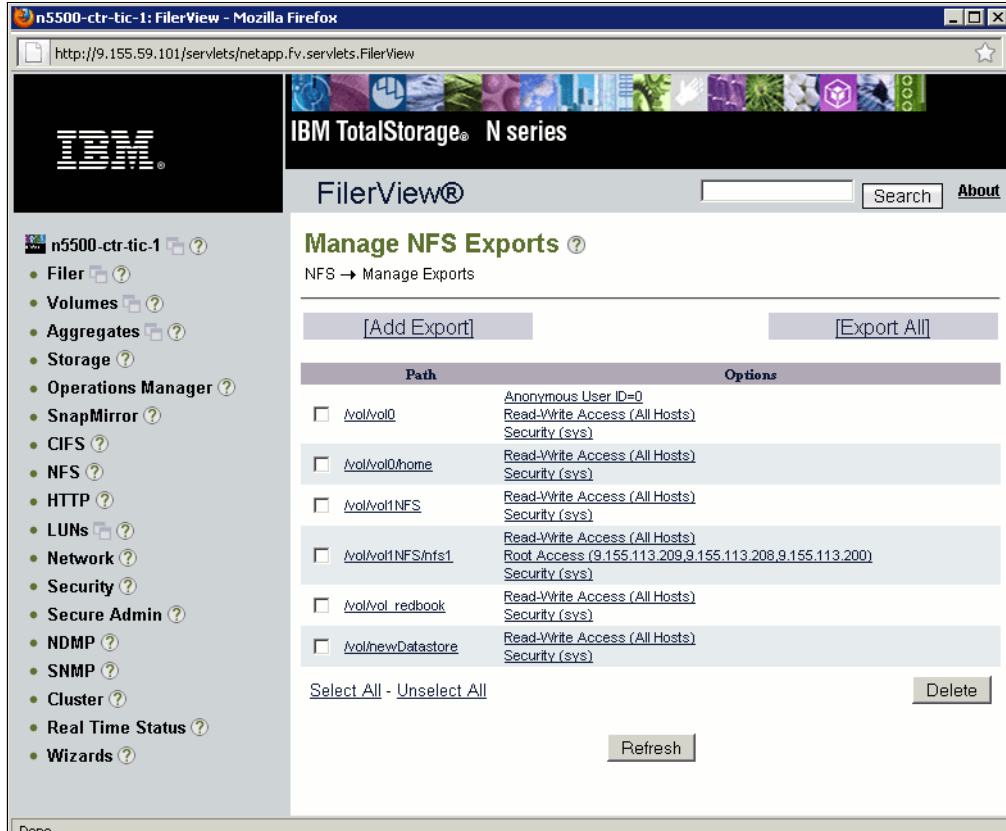 n5500-ctr-tic-1: FilerView - Mozilla Firefox
http://9.155.59.101/servlets/netapp.fv.servlets.FilerView
IBM®
IBM TotalStorage® N series
FilerView®
Search
About
n5500-ctr-tic-1
Filer
Volumes
Aggregates
Storage
Operations Manager
SnapMirror
CIFS
NFS
HTTP
LUNs
Network
Security
Secure Admin
NDMP
SNMP
Cluster
Real Time Status
Wizards
Manage NFS Exports
NFS → Manage Exports
[Add Export] [Export All]
Path Options
/vol/vol0
Anonymous User ID=0
Read-Write Access (All Hosts)
Security (sys)
/vol/vol0/home
Read-Write Access (All Hosts)
Security (sys)
/vol/vol1NFS
Read-Write Access (All Hosts)
Security (sys)
/vol/vol1NFS/nfs1
Read-Write Access (All Hosts)
Root Access (9.155.113.209,9.155.113.208,9.155.113.200)
Security (sys)
/vol/vol_redbook
Read-Write Access (All Hosts)
Security (sys)
/vol/newDatastore
Read-Write Access (All Hosts)
Security (sys)
Select All - Unselect All
Delete
Refresh
Done